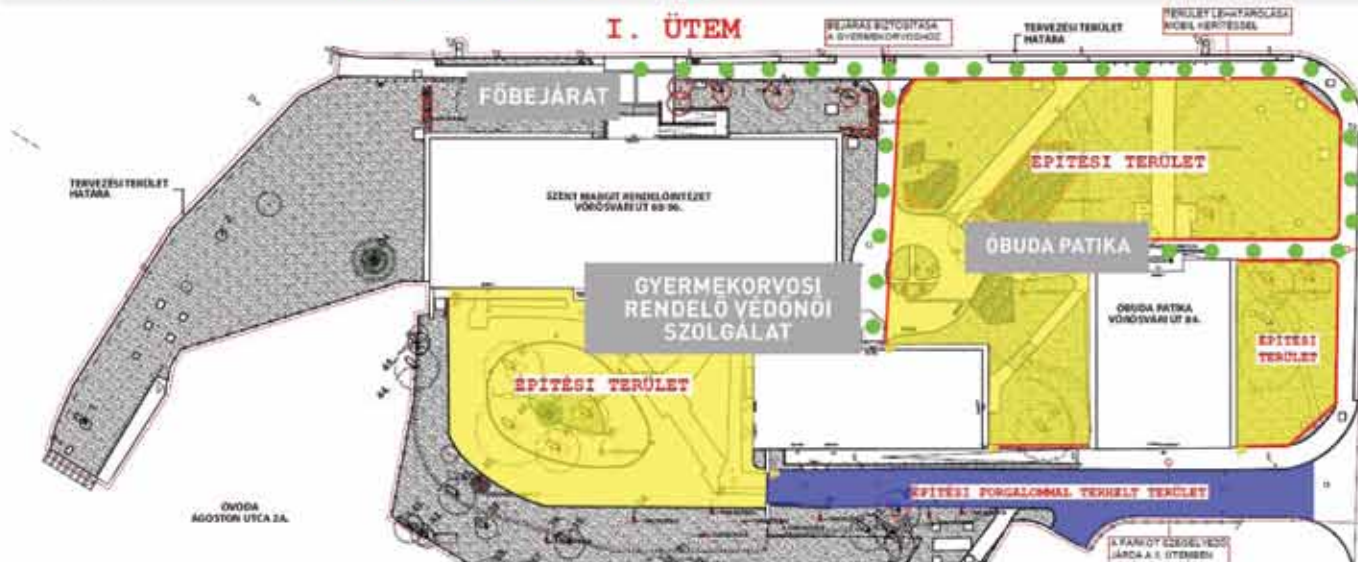 I. ÜTEM
BEJÁRÁS BIZTOSÍTÁSA
A GYERMEKORVOSHOZ
TERVEZÉSI TERÜLET
HATÁRA
TERÜLET LEHATÁROLÁSA
MOBIL KERÍTÉSSEL
FŐBEJÁRAT
ÉPÍTÉSI TERÜLET
TERVEZÉSI TERÜLET
HATÁRA
SZENT MARGIT RENDELŐINTÉZET
VÖRÖSVÁRI ÚT 88-96.
ÓBUDA PATIKA
GYERMEKORVOSI
RENDELŐ VÉDŐNŐI
SZOLGÁLAT
ÓBUDA PATIKA
VÖRÖSVÁRI ÚT 84.
ÉPÍTÉSI
TERÜLET
ÉPÍTÉSI TERÜLET
ÉPÍTÉSI FORGALOMMAL TERHELT TERÜLET
ÓVODA
ÁGOSTON UTCA 2A.
A PARKOT SZEGÉLYEZŐ
JÁRDA A II. ÜTEMBEN